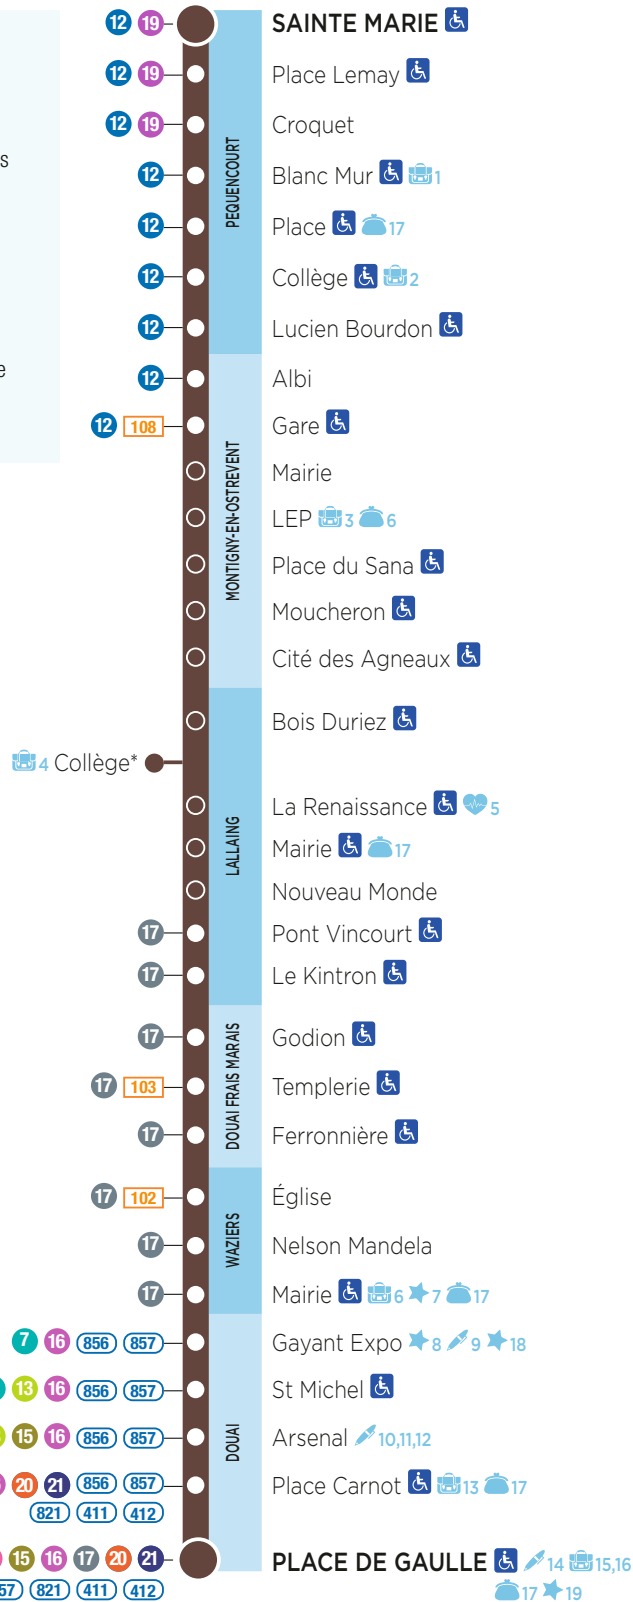 12 19 SAINTE MARIE
12 19 Place Lemay
12 19 Croquet
s
12 Blanc Mur 1
12 Place 17
12 Collège 2
12 Lucien Bourdon
PEQUENCOURT
e
12 Albi
12 108 Gare
Mairie
LEP 3 6
Place du Sana
Moucheron
Cité des Agneaux
MONTIGNY-EN-OSTREVENT
Bois Duriez
4 Collège*
La Renaissance 5
Mairie 17
Nouveau Monde
17 Pont Vincourt
17 Le Kintron
LALLAING
17 Godion
17 103 Templerie
17 Ferronnière
DOUAI FRAIS MARAIS
17 102 Église
17 Nelson Mandela
17 Mairie 6 7 17
WAZIERS
7 16 856 857 Gayant Expo 8 9 18
13 16 856 857 St Michel
15 16 856 857 Arsenal 10,11,12
20 21 856 857 Place Carnot 13 17
821 411 412
DOUAI
15 16 17 20 21 PLACE DE GAULLE 14 15,16
57 821 411 412 17 19